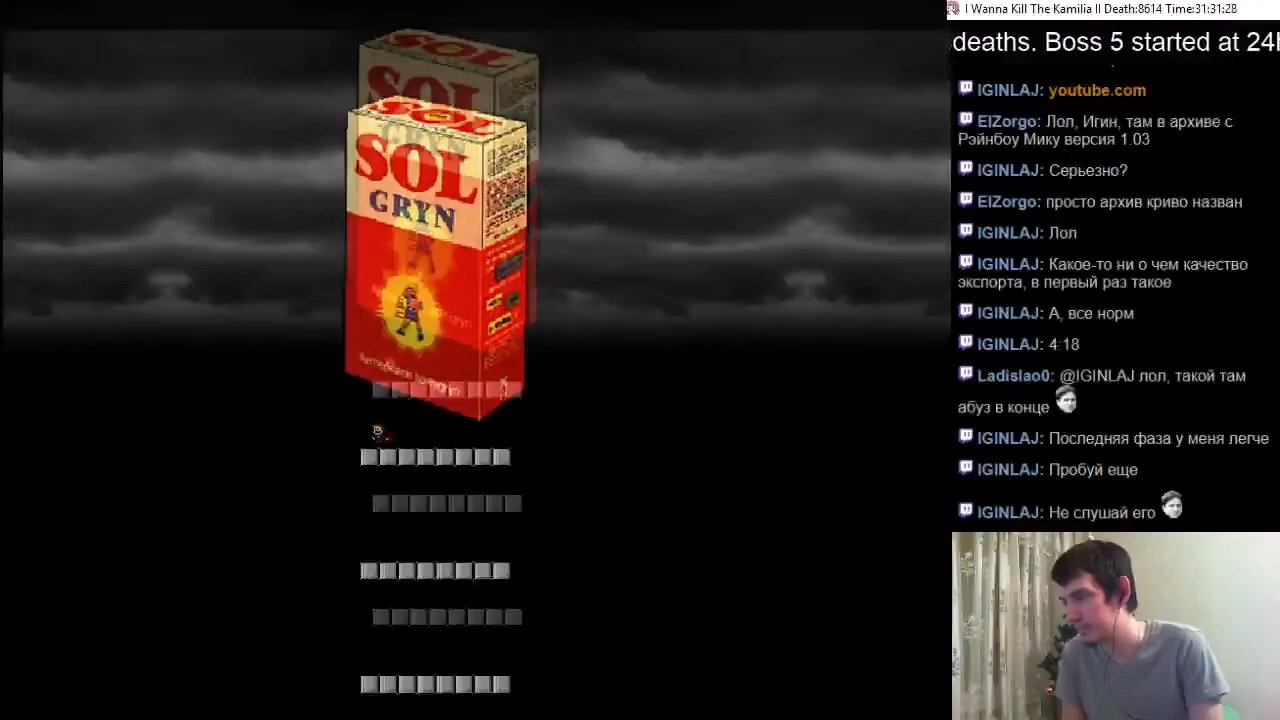 I Wanna Kill The Kamilia II Death:8614 Time:31:31:28
deaths. Boss 5 started at 24h
IGINLAJ: youtube.com
ElZorgo: Лол, Игин, там в архиве с
Рэйнбоу Мику версия 1.03
IGINLAJ: Серьезно?
ElZorgo: просто архив криво назван
IGINLAJ: Лол
IGINLAJ: Какое-то ни о чем качество
экспорта, в первый раз такое
IGINLAJ: А, все норм
IGINLAJ: 4:18
Ladislao0: @IGINLAJ лол, такой там
абуз в конце
IGINLAJ: Последняя фаза у меня легче
IGINLAJ: Пробуй еще
IGINLAJ: Не слушай его
SOL
SOL
GRYN
SOL
SOL
GRYN